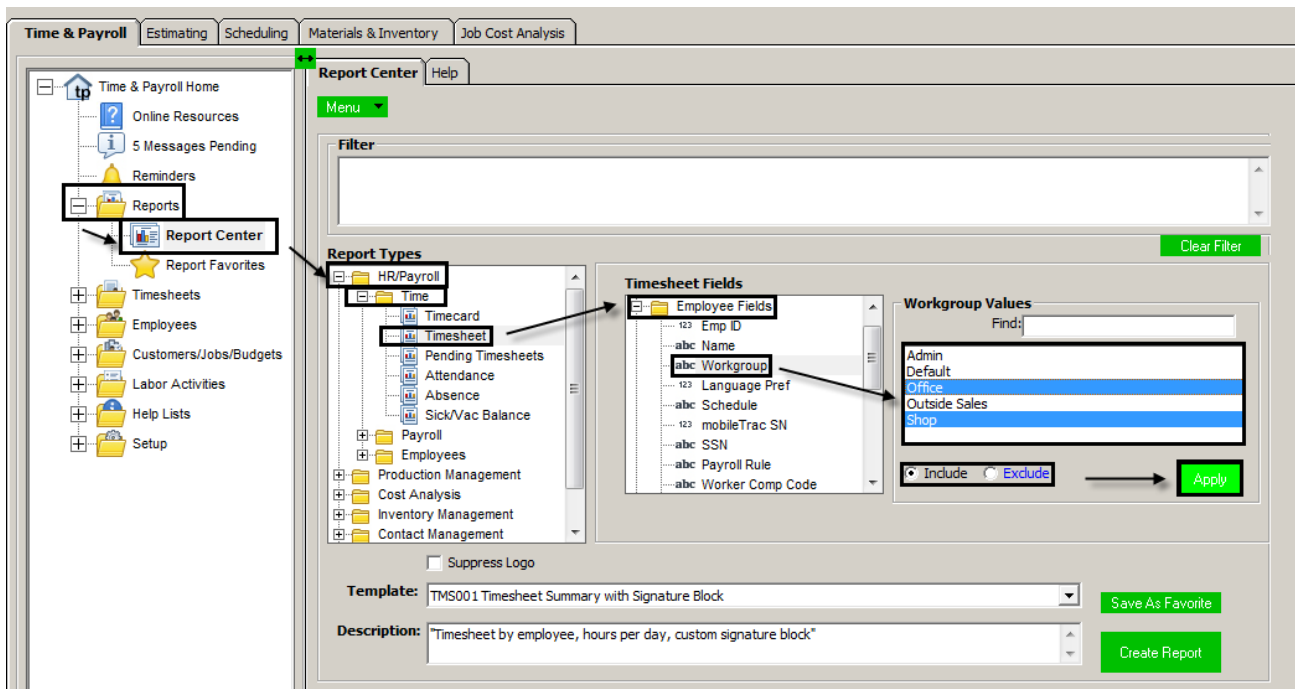 Time & Payroll Estimating Scheduling Materials & Inventory Job Cost Analysis
tp Time & Payroll Home
Online Resources
5 Messages Pending
Reminders
Reports
Report Center
Report Favorites
Timesheets
Employees
Customers/Jobs/Budgets
Labor Activities
Help Lists
Setup
Report Center Help
Menu
Filter
Clear Filter
Report Types
HR/Payroll
Time
Timecard
Timesheet
Pending Timesheets
Attendance
Absence
Sick/Vac Balance
Payroll
Employees
Production Management
Cost Analysis
Inventory Management
Contact Management
Timesheet Fields
Employee Fields
123 Emp ID
abc Name
abc Workgroup
123 Language Pref
abc Schedule
123 mobileTrac SN
abc SSN
abc Payroll Rule
abc Worker Comp Code
Workgroup Values
Find:
Admin
Default
Office
Outside Sales
Shop
Include Exclude
Apply
Suppress Logo
Template: TMS001 Timesheet Summary with Signature Block
Save As Favorite
Description: "Timesheet by employee, hours per day, custom signature block"
Create Report